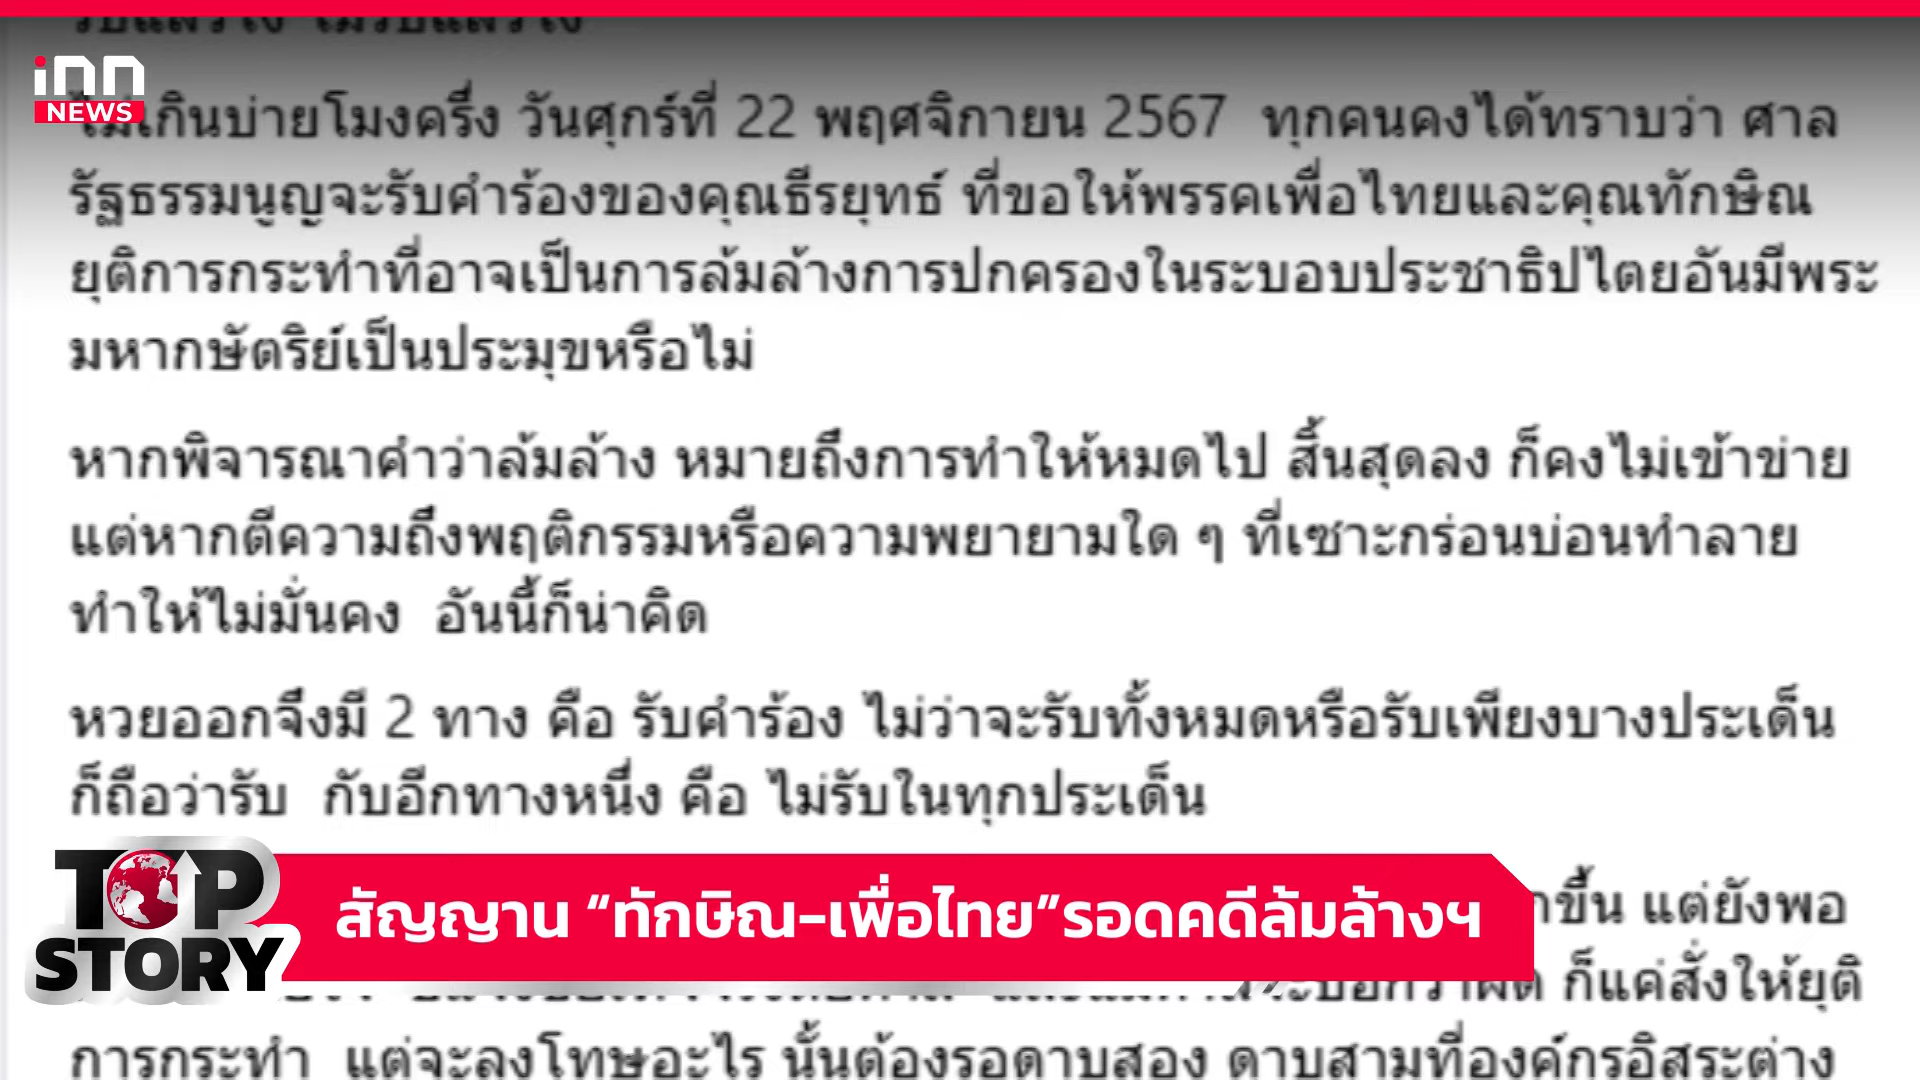 inn
NEWS
ไม่เกินบ่ายโมงครึ่ง วันศุกร์ที่ 22 พฤศจิกายน 2567 ทุกคนคงได้ทราบว่า ศาล
รัฐธรรมนูญจะรับคำร้องของคุณธีรยุทธ์ ที่ขอให้พรรคเพื่อไทยและคุณทักษิณ
ยุติการกระทำที่อาจเป็นการล้มล้างการปกครองในระบอบประชาธิปไตยอันมีพระ
มหากษัตริย์เป็นประมุขหรือไม่
หากพิจารณาคำว่าล้มล้าง หมายถึงการทำให้หมดไป สิ้นสุดลง ก็คงไม่เข้าข่าย
แต่หากตีความถึงพฤติกรรมหรือความพยายามใด ๆ ที่เซาะกร่อนบ่อนทำลาย
ทำให้ไม่มั่นคง อันนี้ก็น่าคิด
หวยออกจึงมี 2 ทาง คือ รับคำร้อง ไม่ว่าจะรับทั้งหมดหรือรับเพียงบางประเด็น
ก็ถือว่ารับ กับอีกทางหนึ่ง คือ ไม่รับในทุกประเด็น
ขึ้น แต่ยังพอ
TOP
STORY
สัญญาน “ทักษิณ-เพื่อไทย”รอดคดีล้มล้างฯ
ก็แค่สั่งให้ยุติ
การกระทำ แต่จะลงโทษอะไร นั้นต้องรอดาบสอง ดาบสามที่องค์กรอิสระต่าง